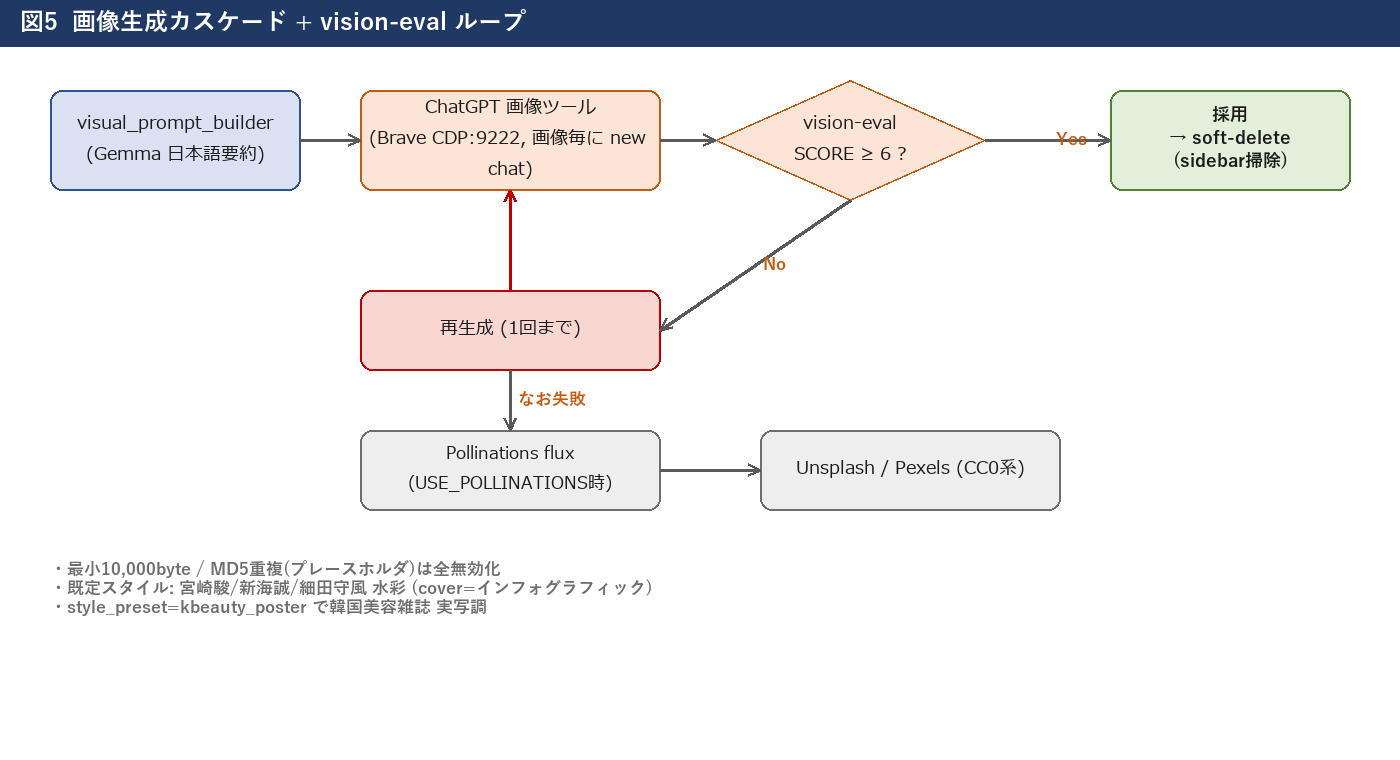 図5 画像生成カスケード + vision-eval ループ
visual_prompt_builder
(Gemma 日本語要約)
ChatGPT 画像ツール
(Brave CDP:9222, 画像毎に new
chat)
vision-eval
SCORE ≥ 6 ?
Yes
採用
→ soft-delete
(sidebar掃除)
No
再生成 (1回まで)
なお失敗
Pollinations flux
(USE_POLLINATIONS時)
Unsplash / Pexels (CC0系)
・最小10,000byte / MD5重複(プレースホルダ)は全無効化
・既定スタイル: 宮崎駿/新海誠/細田守風 水彩 (cover=インフォグラフィック)
・style_preset=kbeauty_poster で韓国美容雑誌 実写調